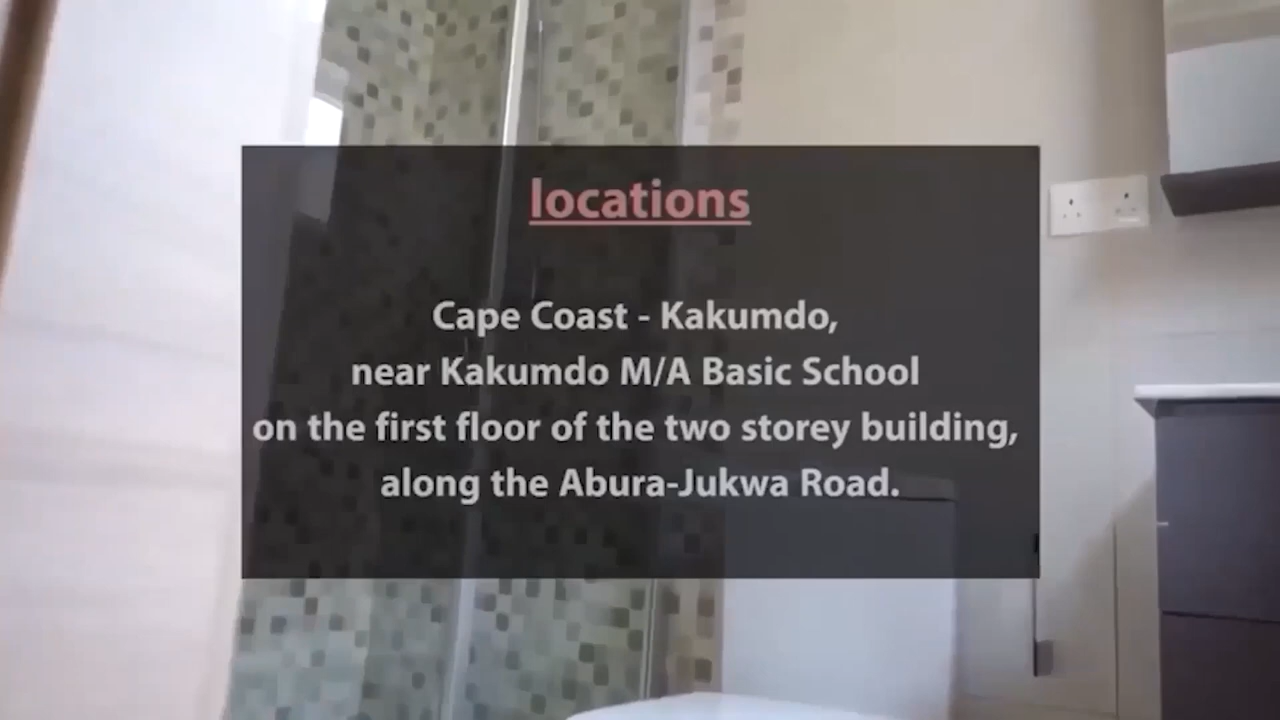 locations
Cape Coast - Kakumdo,
near Kakumdo M/A Basic School
on the first floor of the two storey building,
along the Abura-Jukwa Road.